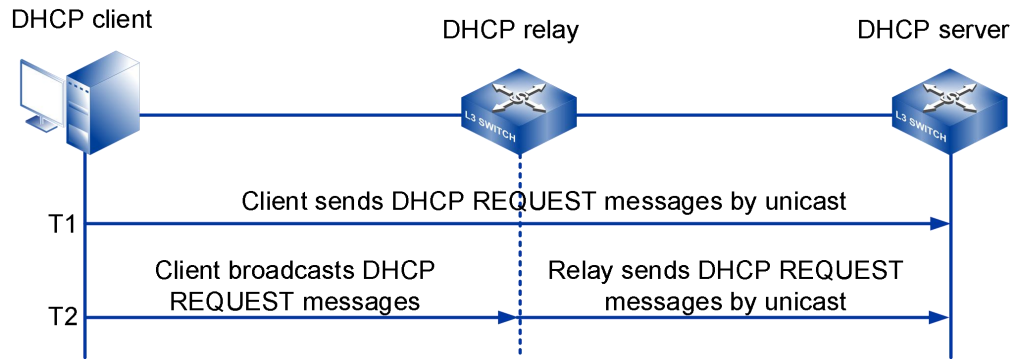 DHCP client
DHCP relay
DHCP server
L3 SWITCH
L3 SWITCH
Client sends DHCP REQUEST messages by unicast
T1
Client broadcasts DHCP
REQUEST messages
Relay sends DHCP REQUEST
messages by unicast
T2